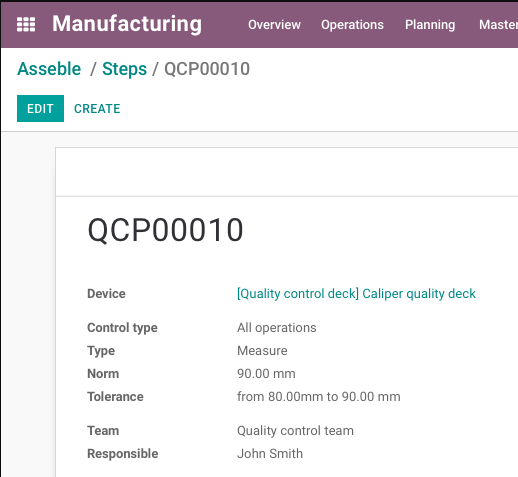 Manufacturing Overview Operations Planning Master
Asseble / Steps / QCP00010
EDIT CREATE
QCP00010
Device [Quality control deck] Caliper quality deck
Control type All operations
Type Measure
Norm 90.00 mm
Tolerance from 80.00mm to 90.00 mm
Team Quality control team
Responsible John Smith